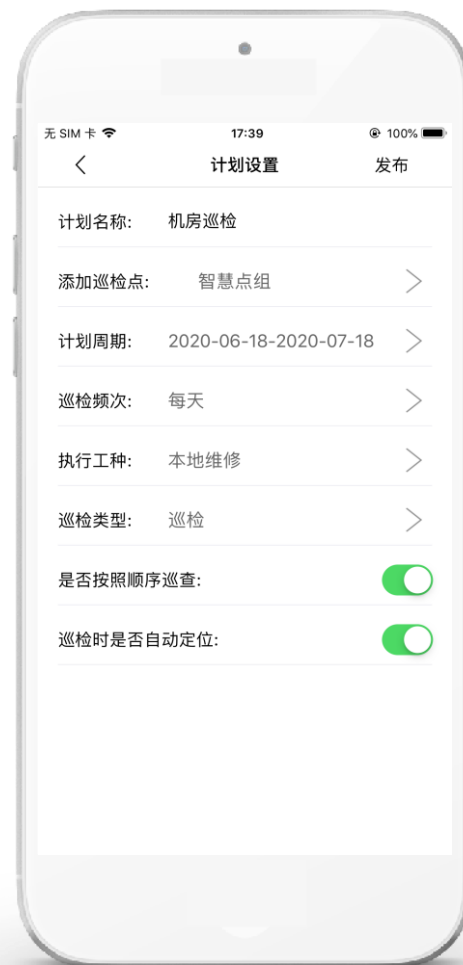 无 SIM 卡 17:39 100%
计划设置 发布
计划名称: 机房巡检
添加巡检点: 智慧点组
计划周期: 2020-06-18-2020-07-18
巡检频次: 每天
执行工种: 本地维修
巡检类型: 巡检
是否按照顺序巡查:
巡检时是否自动定位: